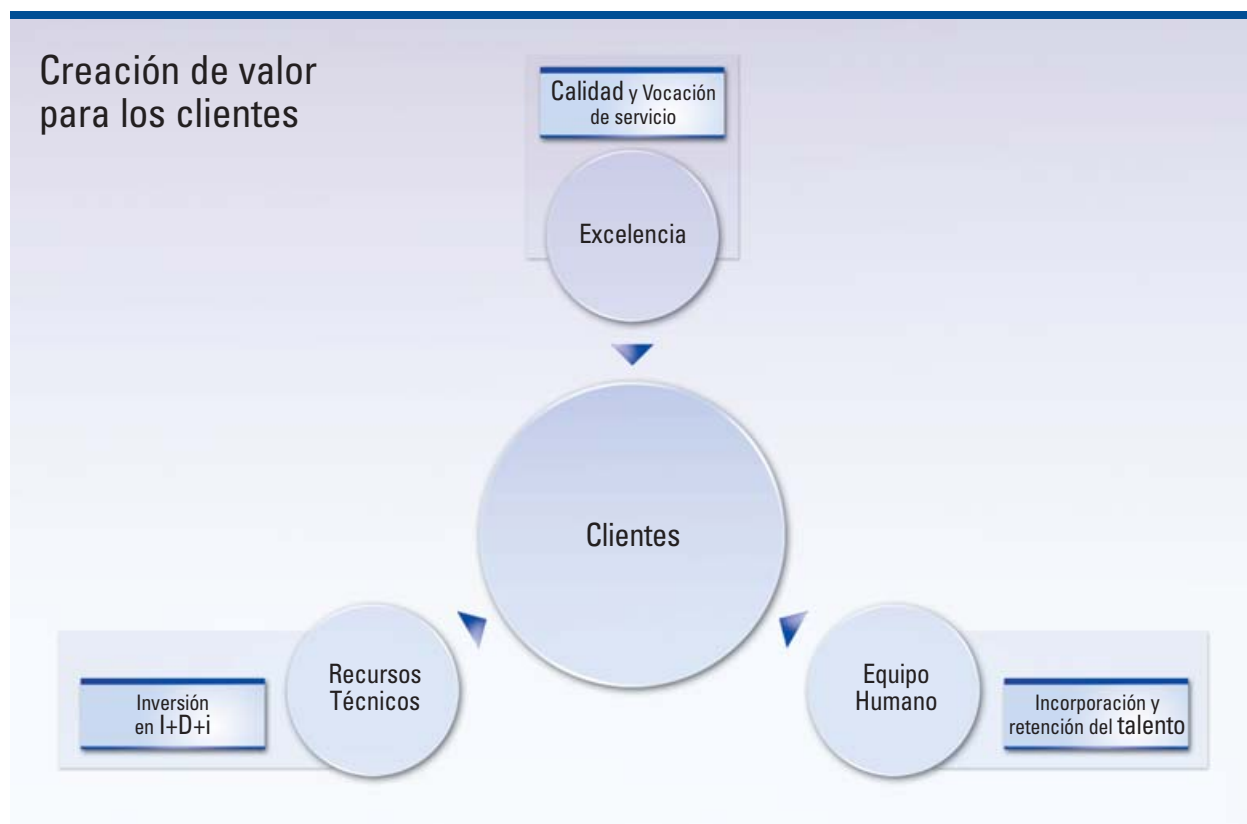 Creación de valor
para los clientes
Calidad y Vocación
de servicio
Excelencia
Clientes
Recursos
Técnicos
Inversión
en I+D+i
Equipo
Humano
Incorporación y
retención del talento